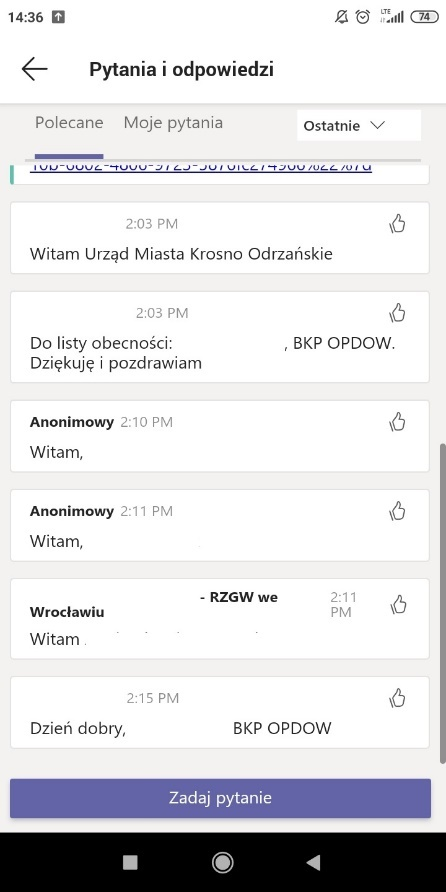 14:36
LTE
74
Pytania i odpowiedzi
Polecane Moje pytania Ostatnie
2:03 PM
Witam Urząd Miasta Krosno Odrzańskie
2:03 PM
Do listy obecności: , BKP OPDOW.
Dziękuję i pozdrawiam
Anonimowy 2:10 PM
Witam,
Anonimowy 2:11 PM
Witam,
- RZGW we 2:11
Wrocławiu PM
Witam
2:15 PM
Dzień dobry, BKP OPDOW
Zadaj pytanie